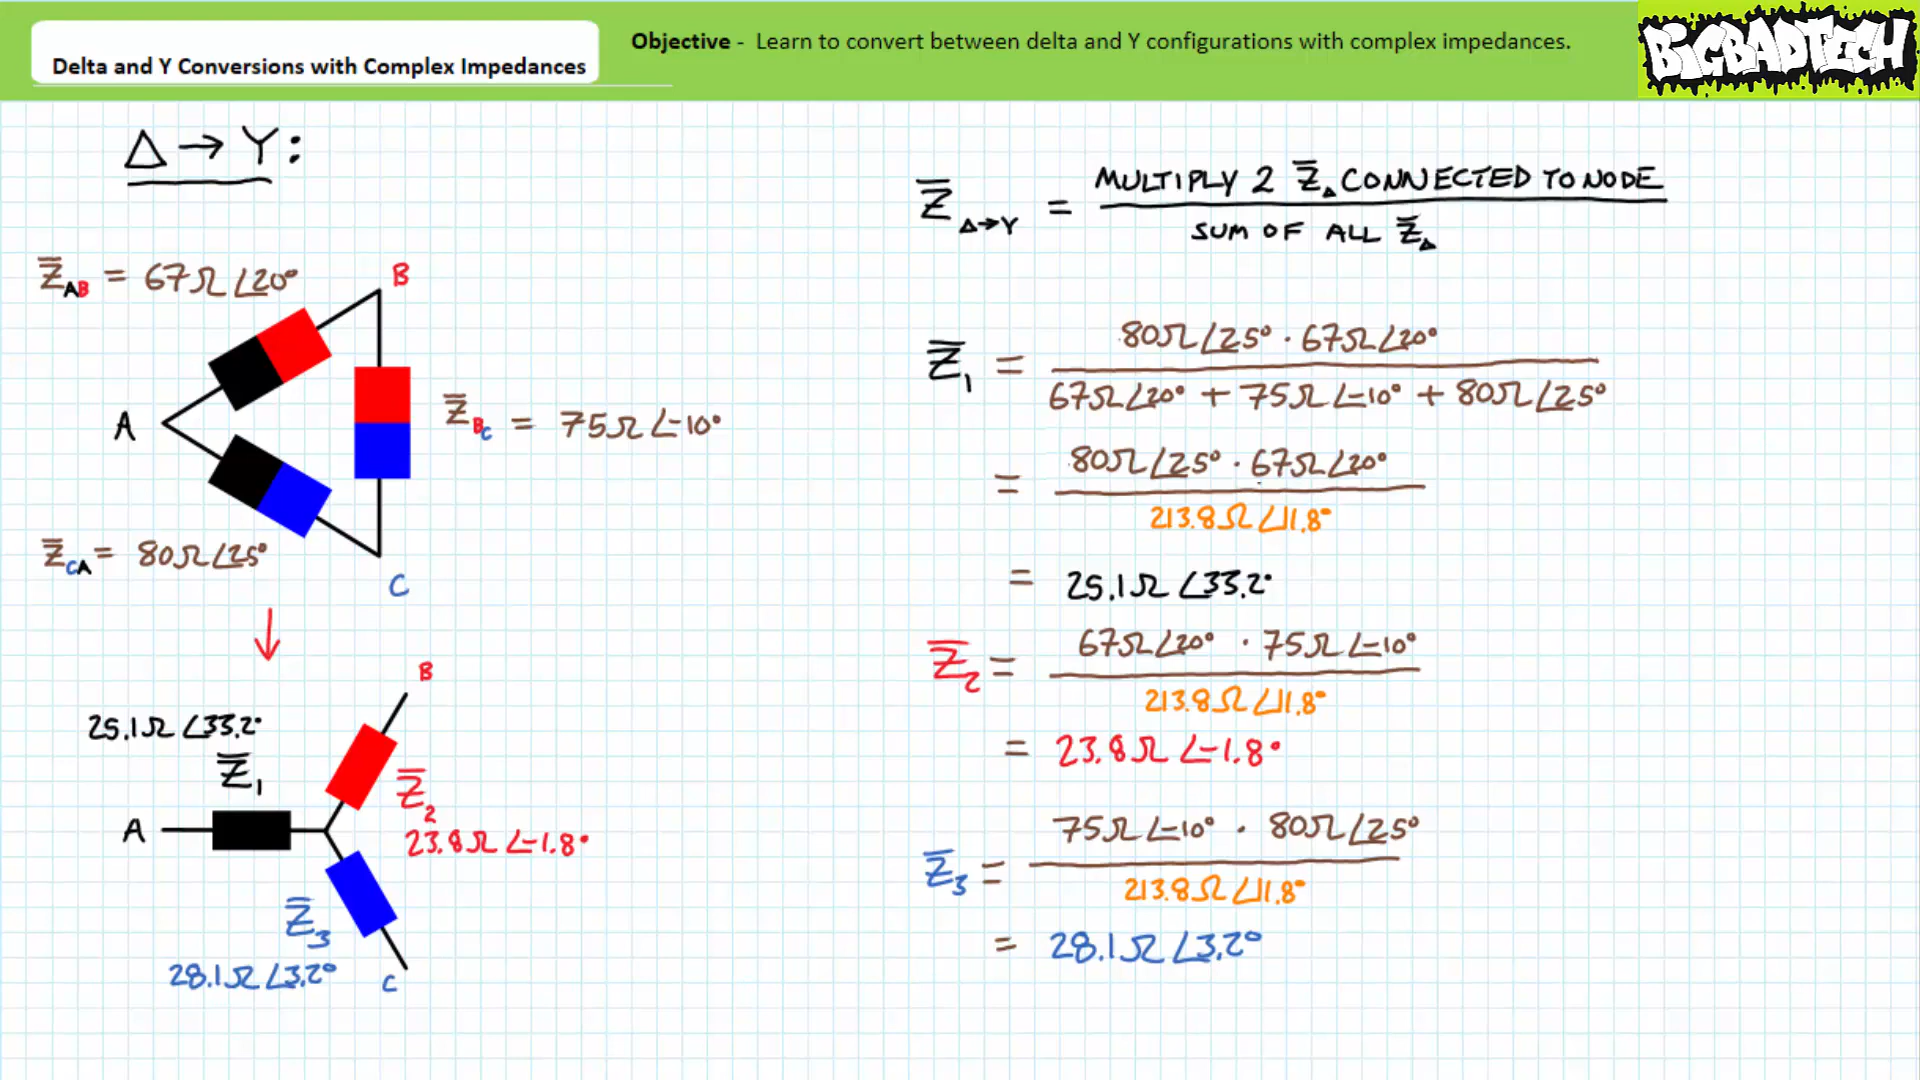 Delta and Y Conversions with Complex Impedances
Objective - Learn to convert between delta and Y configurations with complex impedances.
BIGBADTECH
Δ → Y:
Z̅AB = 67Ω∠20°
B
A
Z̅BC = 75Ω∠-10°
Z̅CA = 80Ω∠25°
C
B
25.1Ω∠33.2°
Z̅1
Z̅2
A
23.8Ω∠-1.8°
Z̅3
28.1Ω∠3.2°
C
Z̅Δ→Y = MULTIPLY 2 Z̅Δ CONNECTED TO NODE
SUM OF ALL Z̅Δ
Z̅1 = 80Ω∠25° · 67Ω∠20°
67Ω∠20° + 75Ω∠-10° + 80Ω∠25°
= 80Ω∠25° · 67Ω∠20°
213.8Ω∠11.8°
= 25.1Ω∠33.2°
Z̅2 = 67Ω∠20° · 75Ω∠-10°
213.8Ω∠11.8°
= 23.8Ω∠-1.8°
Z̅3 = 75Ω∠-10° · 80Ω∠25°
213.8Ω∠11.8°
= 28.1Ω∠3.2°